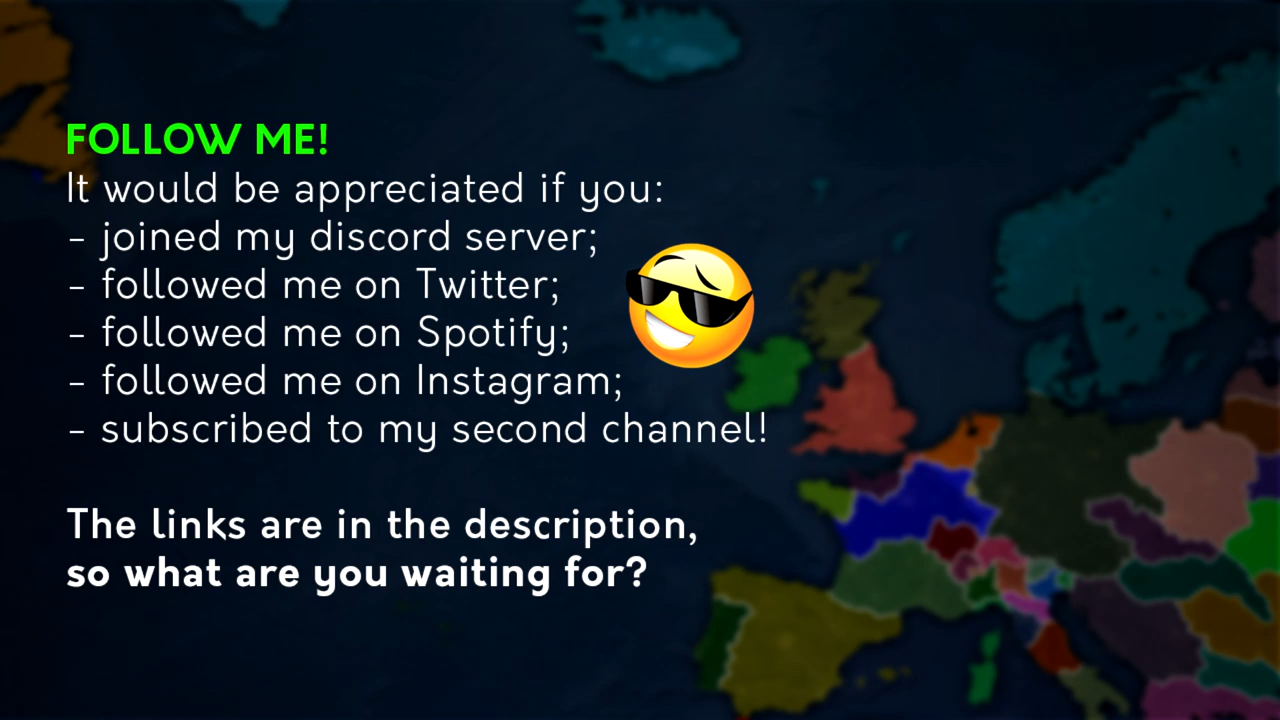 FOLLOW ME!
It would be appreciated if you:
- joined my discord server;
- followed me on Twitter;
- followed me on Spotify;
- followed me on Instagram;
- subscribed to my second channel!
The links are in the description,
so what are you waiting for?